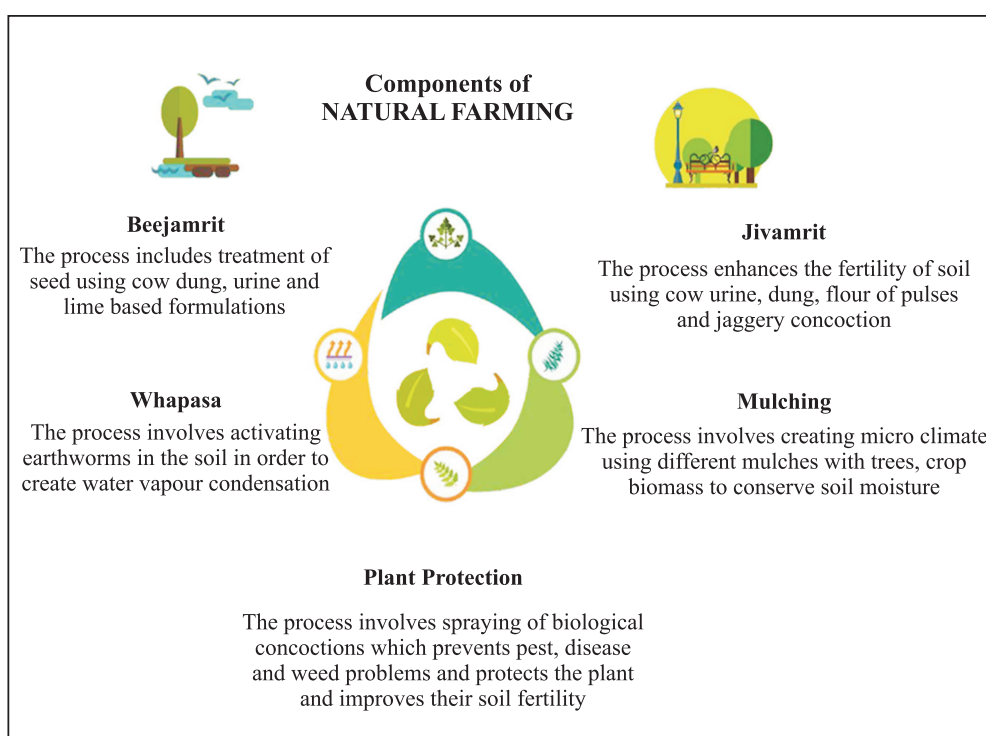 Components of
NATURAL FARMING
Beejamrit
The process includes treatment of
seed using cow dung, urine and
lime based formulations
Jivamrit
The process enhances the fertility of soil
using cow urine, dung, flour of pulses
and jaggery concoction
Whapasa
The process involves activating
earthworms in the soil in order to
create water vapour condensation
Mulching
The process involves creating micro climate
using different mulches with trees, crop
biomass to conserve soil moisture
Plant Protection
The process involves spraying of biological
concoctions which prevents pest, disease
and weed problems and protects the plant
and improves their soil fertility